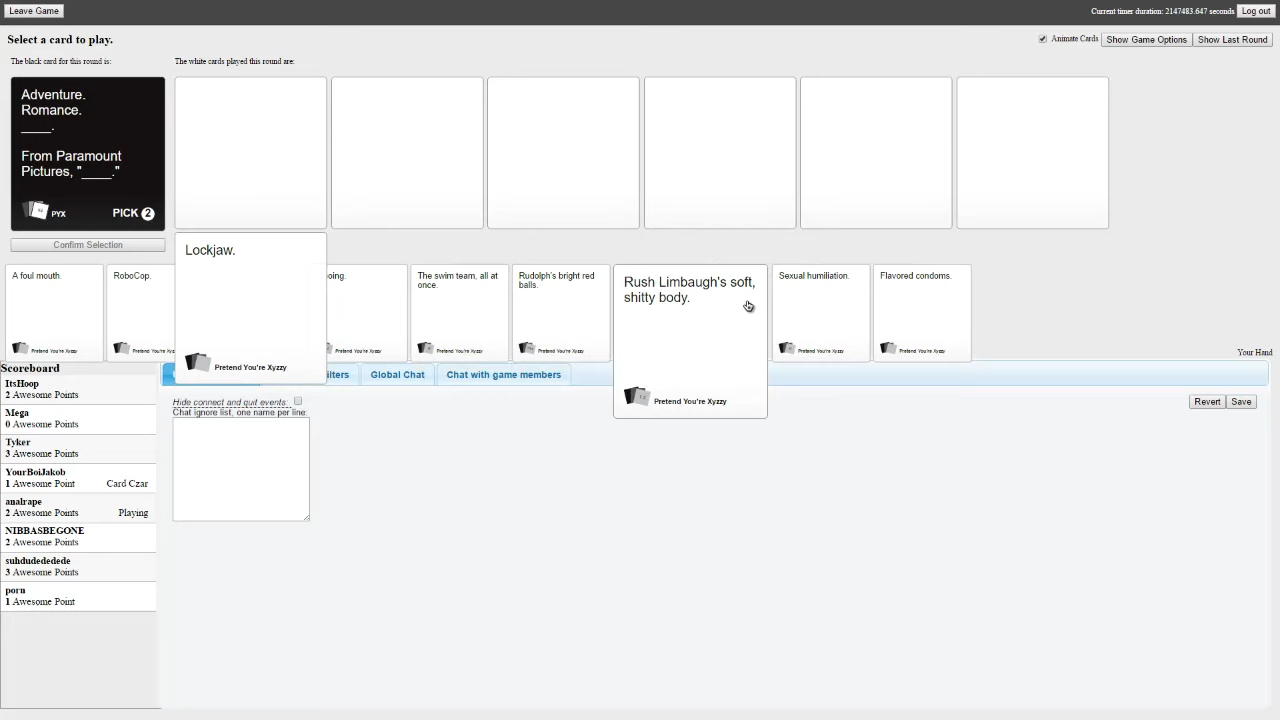 Leave Game
Current timer duration: 2147483.647 seconds
Log out
Select a card to play.
Animate Cards
Show Game Options
Show Last Round
The black card for this round is:
The white cards played this round are:
Adventure.
Romance.
____.
From Paramount
Pictures, "____."
PYX
PICK 2
Confirm Selection
A foul mouth.
Pretend You're Xyzzy
RoboCop.
Pretend You're Xyzzy
Lockjaw.
Pretend You're Xyzzy
oing.
Pretend You're Xyzzy
The swim team, all at
once.
Pretend You're Xyzzy
Rudolph's bright red
balls.
Pretend You're Xyzzy
Rush Limbaugh's soft,
shitty body.
Pretend You're Xyzzy
Sexual humiliation.
Pretend You're Xyzzy
Flavored condoms.
Pretend You're Xyzzy
Your Hand
Scoreboard
ItsHoop
2 Awesome Points
Mega
0 Awesome Points
Tyker
3 Awesome Points
YourBoiJakob
1 Awesome Point
Card Czar
analrape
2 Awesome Points
Playing
NIBBASBEGONE
2 Awesome Points
suhdudededede
3 Awesome Points
porn
1 Awesome Point
ilters
Global Chat
Chat with game members
Hide connect and quit events:
Chat ignore list, one name per line:
Revert
Save